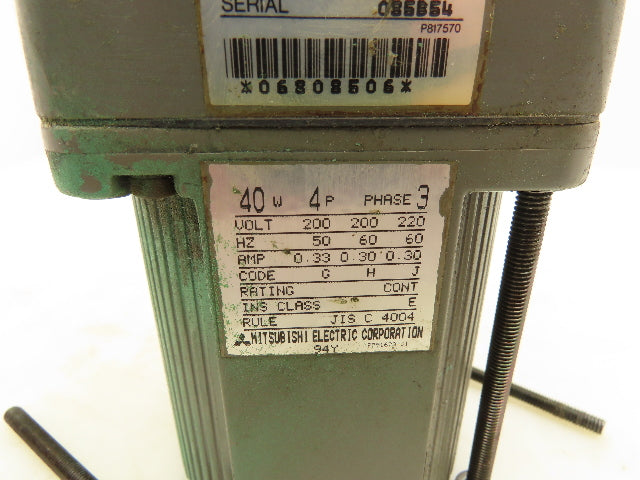 SERIAL 085854
P817570
*06808506*
40 W 4 P PHASE 3
VOLT 200 200 220
HZ 50 60 60
AMP 0.33 0.30 0.30
CODE G H J
RATING CONT
INS CLASS E
RULE JIS C 4004
MITSUBISHI ELECTRIC CORPORATION
94Y